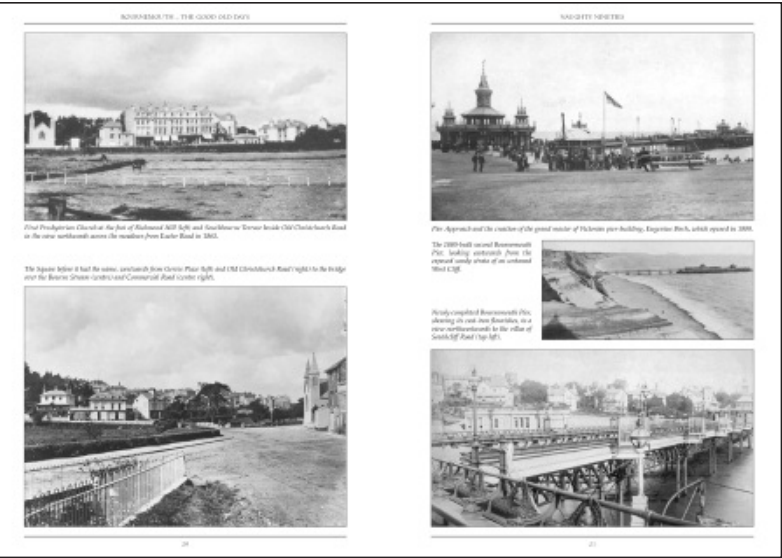 BOURNEMOUTH ... THE GOOD OLD DAYS
First Presbyterian Church at the foot of Richmond Hill (left) and Southbourne Terrace beside Old Christchurch Road
in the view northwards across the meadows from Exeter Road in 1863.
The Square before it had the name, westwards from Gervis Place (left) and Old Christchurch Road (right) to the bridge
over the Bourne Stream (centre) and Commercial Road (centre right).
20
NAUGHTY NINETIES
Pier Approach and the creation of the grand master of Victorian pier building, Eugenius Birch, which opened in 1880.
The 1880-built second Bournemouth
Pier, looking eastwards from the
exposed sandy strata of an untamed
West Cliff.
Newly completed Bournemouth Pier,
showing its cast iron flourishes, in a
view northwestwards to the villas of
Southcliff Road (top left).
21